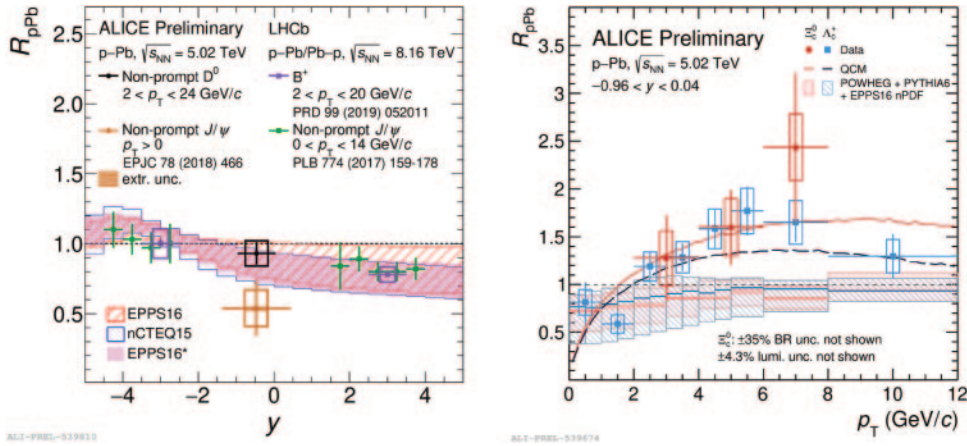 ALICE Preliminary
p–Pb, √sNN = 5.02 TeV
Non-prompt D⁰
2 < pT < 24 GeV/c
Non-prompt J/ψ
pT > 0
EPJC 78 (2018) 466
extr. unc.
LHCb
p–Pb/Pb–p, √sNN = 8.16 TeV
B⁺
2 < pT < 20 GeV/c
PRD 99 (2019) 052011
Non-prompt J/ψ
0 < pT < 14 GeV/c
PLB 774 (2017) 159-178
EPPS16
nCTEQ15
EPPS16*
RpPb
2.5
2.0
1.5
1.0
0.5
−4 −2 0 2 4
y
ALI-PREL-539810
RpPb
3.5
3
2.5
2
1.5
1
0.5
ALICE Preliminary
p–Pb, √sNN = 5.02 TeV
−0.96 < y < 0.04
Ξc⁰ Λc⁺
Data
QCM
POWHEG + PYTHIA6
+ EPPS16 nPDF
Ξc⁰: ±35% BR unc. not shown
±4.3% lumi. unc. not shown
0 2 4 6 8 10 12
pT (GeV/c)
ALI-PREL-539674